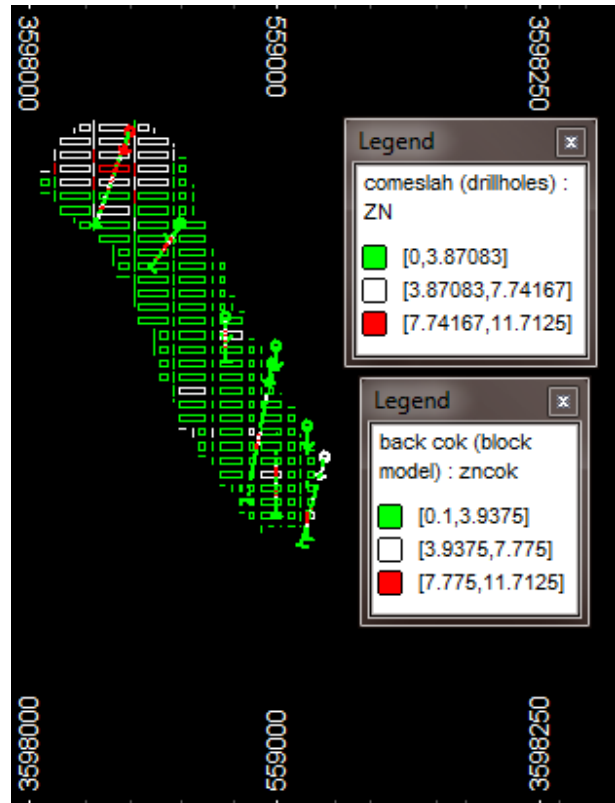 559000
3598250
Legend
x
comeslah (drillholes) :
ZN
[0,3.87083]
[3.87083,7.74167]
[7.74167,11.7125]
Legend
x
back cok (block
model) : zncok
[0.1,3.9375]
[3.9375,7.775]
[7.775,11.7125]
3598000
559000
3598250